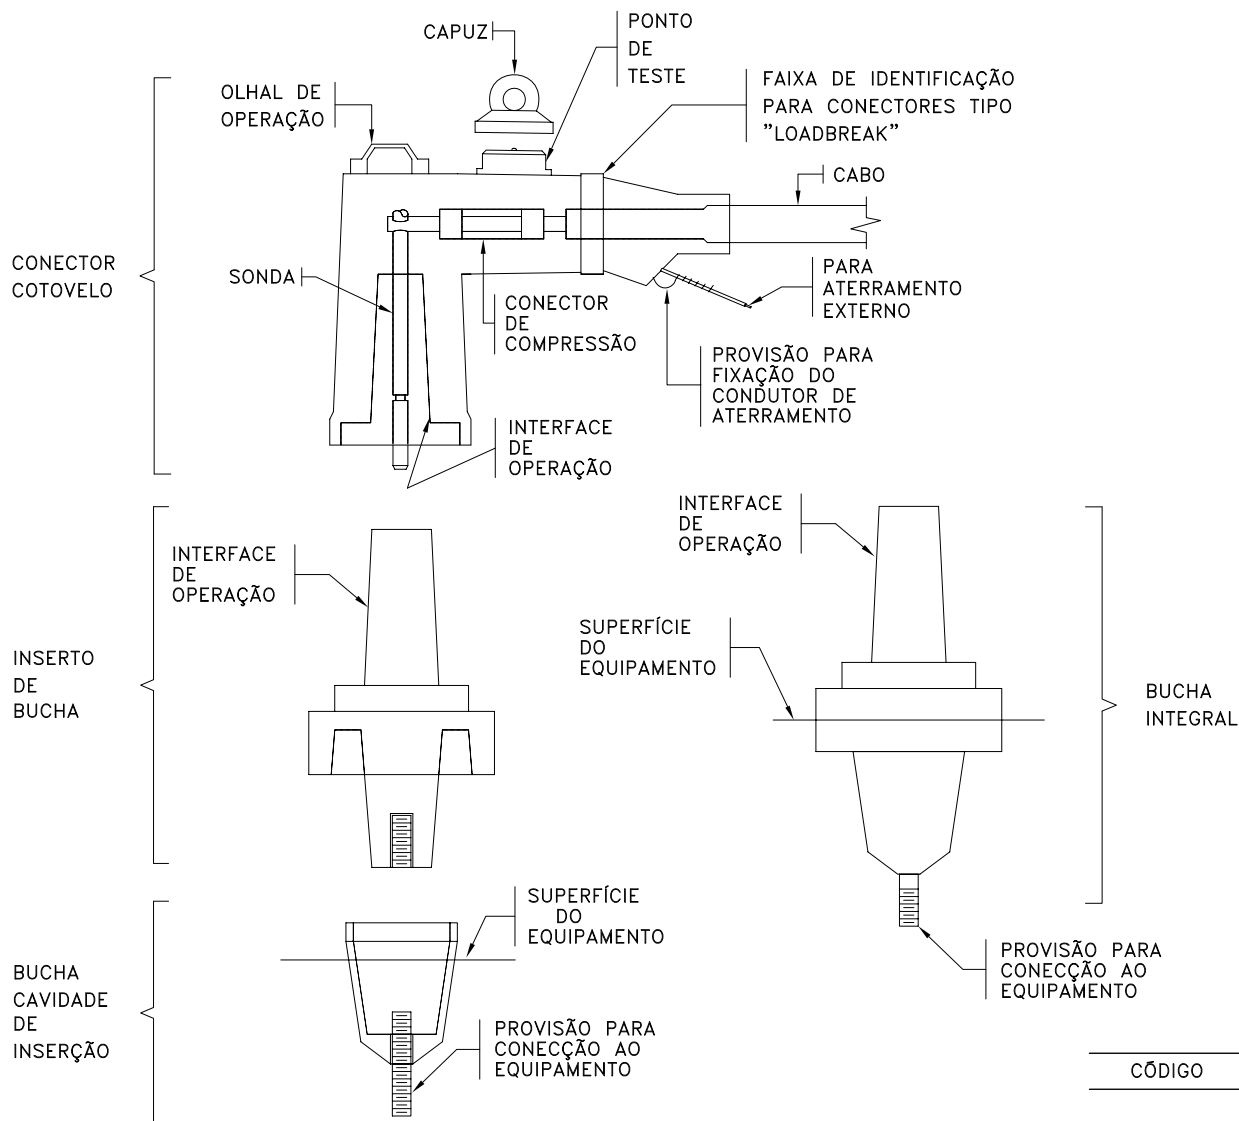 CAPUZ
PONTO
DE
TESTE
OLHAL DE
OPERAÇÃO
FAIXA DE IDENTIFICAÇÃO
PARA CONECTORES TIPO
"LOADBREAK"
CABO
CONECTOR
COTOVELO
SONDA
CONECTOR
DE
COMPRESSÃO
PARA
ATERRAMENTO
EXTERNO
PROVISÃO PARA
FIXAÇÃO DO
CONDUTOR DE
ATERRAMENTO
INTERFACE
DE
OPERAÇÃO
INTERFACE
DE
OPERAÇÃO
INSERTO
DE
BUCHA
INTERFACE
DE
OPERAÇÃO
SUPERFÍCIE
DO
EQUIPAMENTO
BUCHA
INTEGRAL
PROVISÃO PARA
CONECÇÃO AO
EQUIPAMENTO
SUPERFÍCIE
DO
EQUIPAMENTO
BUCHA
CAVIDADE
DE
INSERÇÃO
PROVISÃO PARA
CONECÇÃO AO
EQUIPAMENTO
CÕDIGO